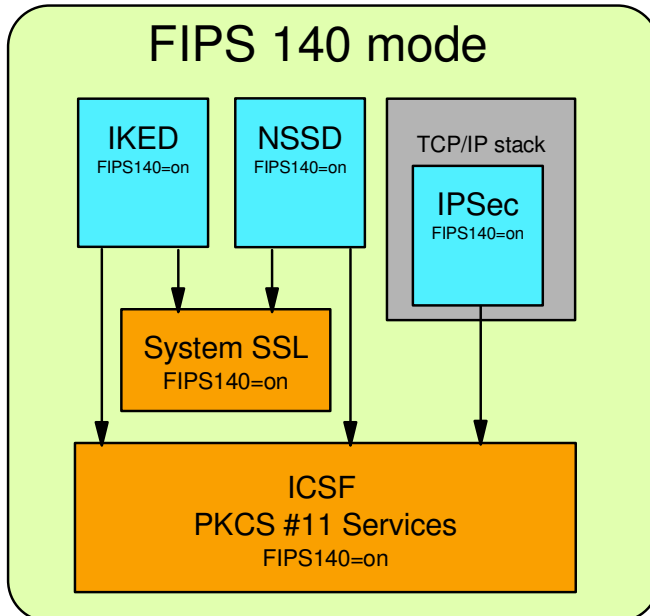 FIPS 140 mode
IKED
FIPS140=on
NSSD
FIPS140=on
TCP/IP stack
IPSec
FIPS140=on
System SSL
FIPS140=on
ICSF
PKCS #11 Services
FIPS140=on